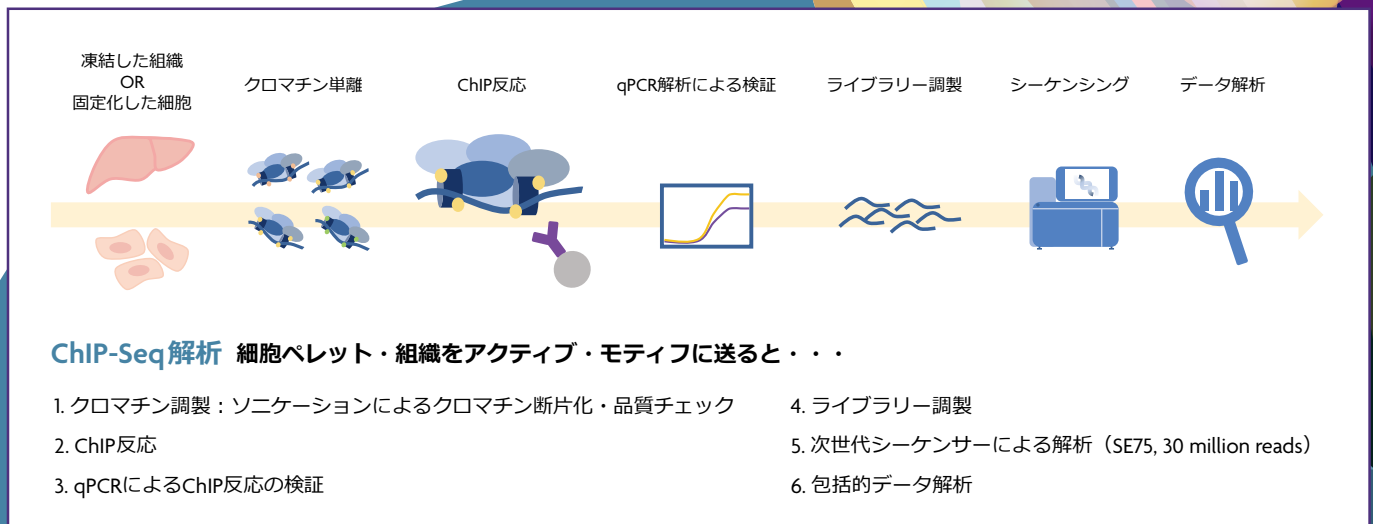 凍結した組織
OR
固定化した細胞
クロマチン単離
ChIP反応
qPCR解析による検証
ライブラリー調製
シーケンシング
データ解析
ChIP-Seq解析 細胞ペレット・組織をアクティブ・モティフに送ると・・・
1. クロマチン調製：ソニケーションによるクロマチン断片化・品質チェック
2. ChIP反応
3. qPCRによるChIP反応の検証
4. ライブラリー調製
5. 次世代シーケンサーによる解析（SE75, 30 million reads）
6. 包括的データ解析